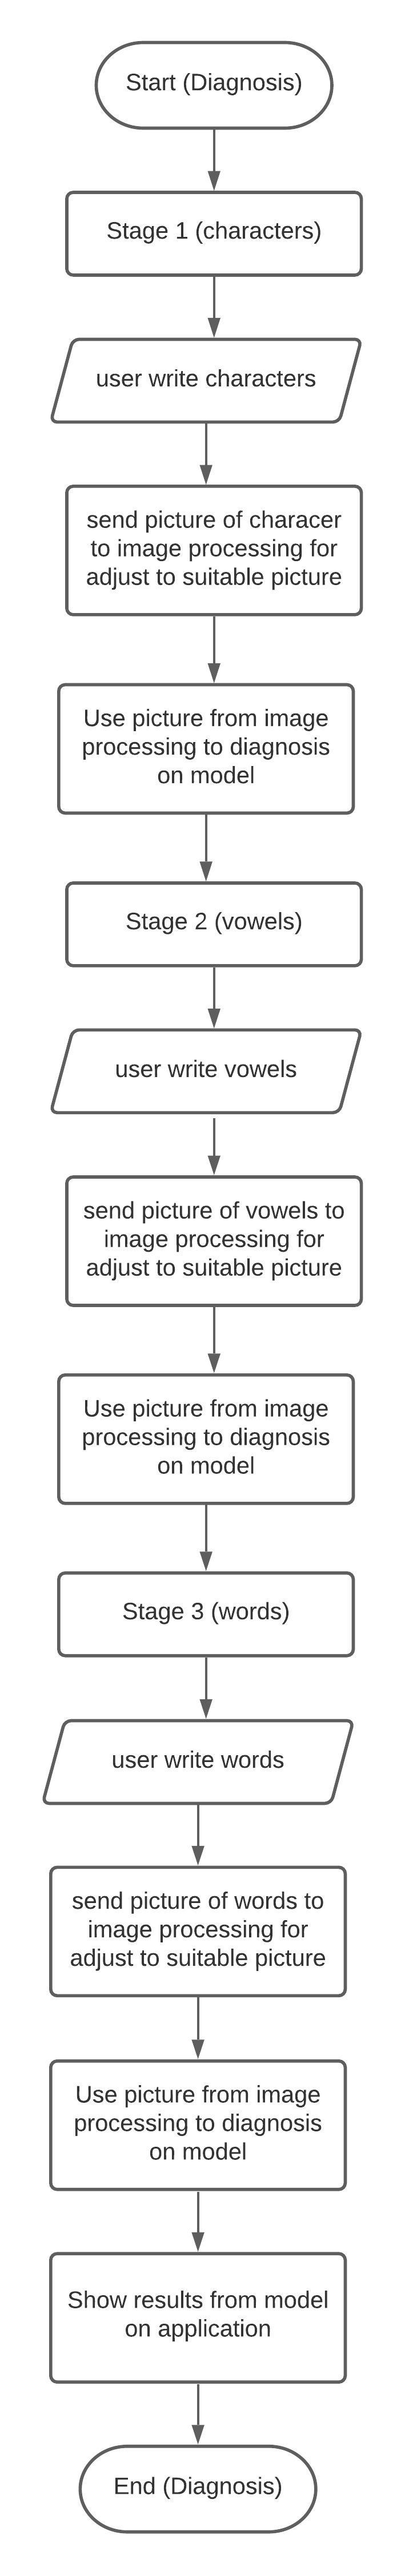 Start (Diagnosis)
Stage 1 (characters)
user write characters
send picture of characer
to image processing for
adjust to suitable picture
Use picture from image
processing to diagnosis
on model
Stage 2 (vowels)
user write vowels
send picture of vowels to
image processing for
adjust to suitable picture
Use picture from image
processing to diagnosis
on model
Stage 3 (words)
user write words
send picture of words to
image processing for
adjust to suitable picture
Use picture from image
processing to diagnosis
on model
Show results from model
on application
End (Diagnosis)